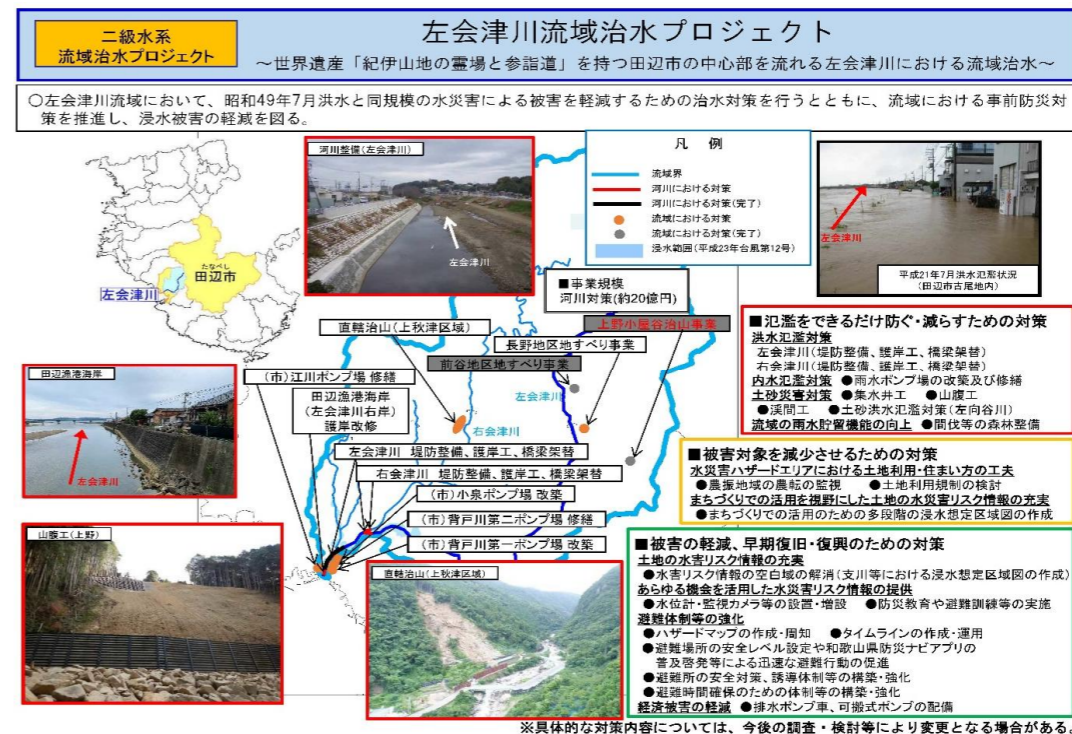 二級水系
流域治水プロジェクト
左会津川流域治水プロジェクト
～世界遺産「紀伊山地の霊場と参詣道」を持つ田辺市の中心部を流れる左会津川における流域治水～
○左会津川流域において、昭和49年7月洪水と同規模の水災害による被害を軽減するための治水対策を行うとともに、流域における事前防災対
策を推進し、浸水被害の軽減を図る。
たなべし
田辺市
左会津川
河川整備(左会津川)
左会津川
凡 例
流域界
河川における対策
河川における対策(完了)
流域における対策
流域における対策(完了)
浸水範囲(平成23年台風第12号)
左会津川
平成21年7月洪水氾濫状況
(田辺市古尾地内)
■事業規模
河川対策(約20億円)
直轄治山(上秋津区域)
上野小屋谷治山事業
長野地区地すべり事業
前谷地区地すべり事業
(市)江川ポンプ場 修繕
田辺漁港海岸
(左会津川右岸)
護岸改修
左会津川
右会津川
左会津川 堤防整備、護岸工、橋梁架替
右会津川 堤防整備、護岸工、橋梁架替
(市)小泉ポンプ場 改築
(市)背戸川第二ポンプ場 修繕
(市)背戸川第一ポンプ場 改築
田辺漁港海岸
左会津川
山腹工(上野)
直轄治山(上秋津区域)
■氾濫をできるだけ防ぐ・減らすための対策
洪水氾濫対策
左会津川(堤防整備、護岸工、橋梁架替)
右会津川(堤防整備、護岸工、橋梁架替)
内水氾濫対策 ●雨水ポンプ場の改築及び修繕
土砂災害対策 ●集水井工 ●山腹工
●渓間工 ●土砂洪水氾濫対策(左向谷川)
流域の雨水貯留機能の向上 ●間伐等の森林整備
■被害対象を減少させるための対策
水災害ハザードエリアにおける土地利用・住まい方の工夫
●農振地域の農転の監視 ●土地利用規制の検討
まちづくりでの活用を視野にした土地の水災害リスク情報の充実
●まちづくりでの活用のための多段階の浸水想定区域図の作成
■被害の軽減、早期復旧・復興のための対策
土地の水害リスク情報の充実
●水害リスク情報の空白域の解消(支川等における浸水想定区域図の作成)
あらゆる機会を活用した水災害リスク情報の提供
●水位計・監視カメラ等の設置・増設 ●防災教育や避難訓練等の実施
避難体制等の強化
●ハザードマップの作成・周知 ●タイムラインの作成・運用
●避難場所の安全レベル設定や和歌山県防災ナビアプリの
普及啓発等による迅速な避難行動の促進
●避難所の安全対策、誘導体制等の構築・強化
●避難時間確保のための体制等の構築・強化
経済被害の軽減 ●排水ポンプ車、可搬式ポンプの配備
※具体的な対策内容については、今後の調査・検討等により変更となる場合がある。